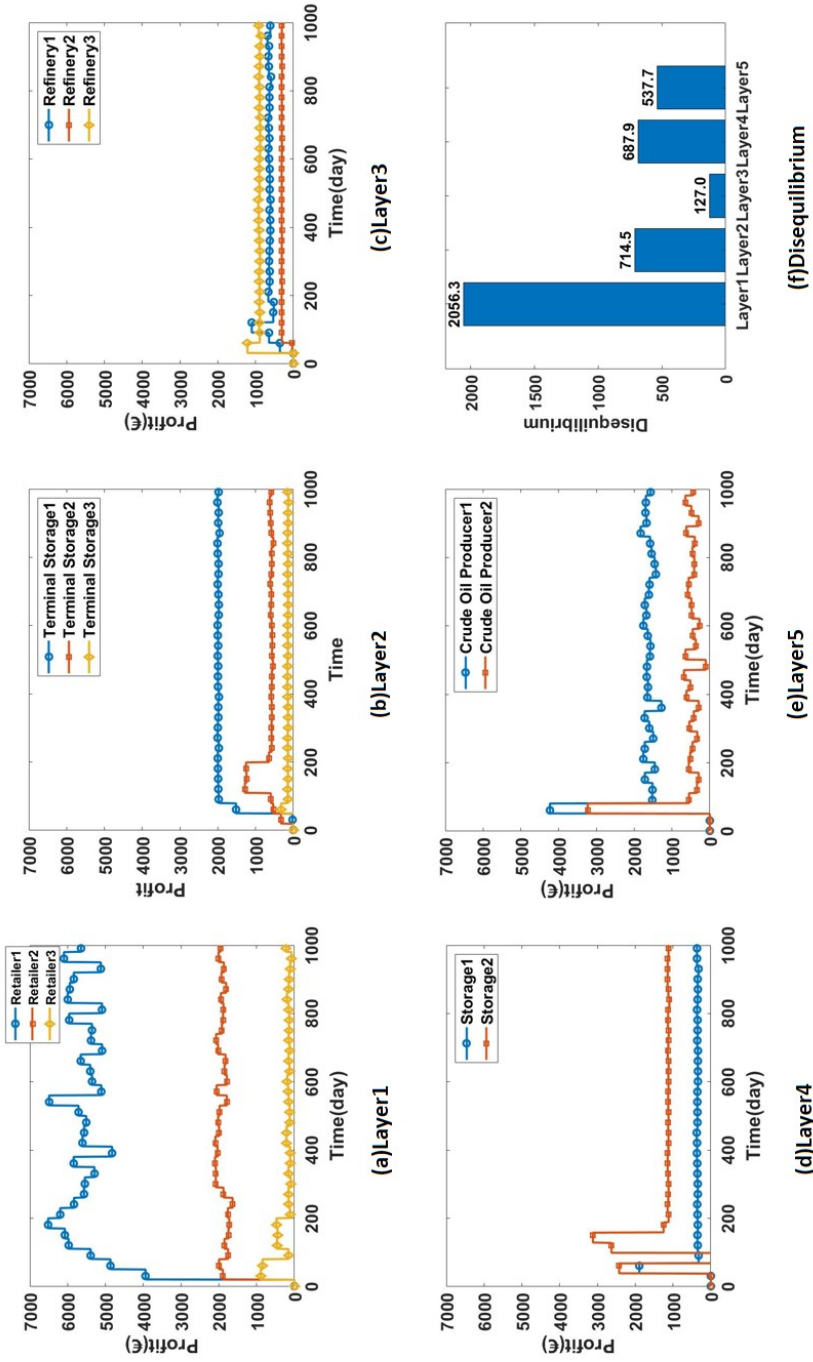 7000
6000
5000
4000
3000
2000
1000
0
Profit(€)
Retailer1
Retailer2
Retailer3
0 200 400 600 800 1000
Time(day)
(a)Layer1
7000
6000
5000
4000
3000
2000
1000
0
Profit
Terminal Storage1
Terminal Storage2
Terminal Storage3
0 200 400 600 800 1000
Time
(b)Layer2
7000
6000
5000
4000
3000
2000
1000
0
Profit(€)
Refinery1
Refinery2
Refinery3
0 200 400 600 800 1000
Time(day)
(c)Layer3
7000
6000
5000
4000
3000
2000
1000
0
Profit(€)
Storage1
Storage2
0 200 400 600 800 1000
Time(day)
(d)Layer4
7000
6000
5000
4000
3000
2000
1000
0
Profit(€)
Crude Oil Producer1
Crude Oil Producer2
0 200 400 600 800 1000
Time(day)
(e)Layer5
2000
1500
1000
500
0
Disequilibrium
2056.3
714.5
127.0
687.9
537.7
Layer1 Layer2 Layer3 Layer4 Layer5
(f)Disequilibrium